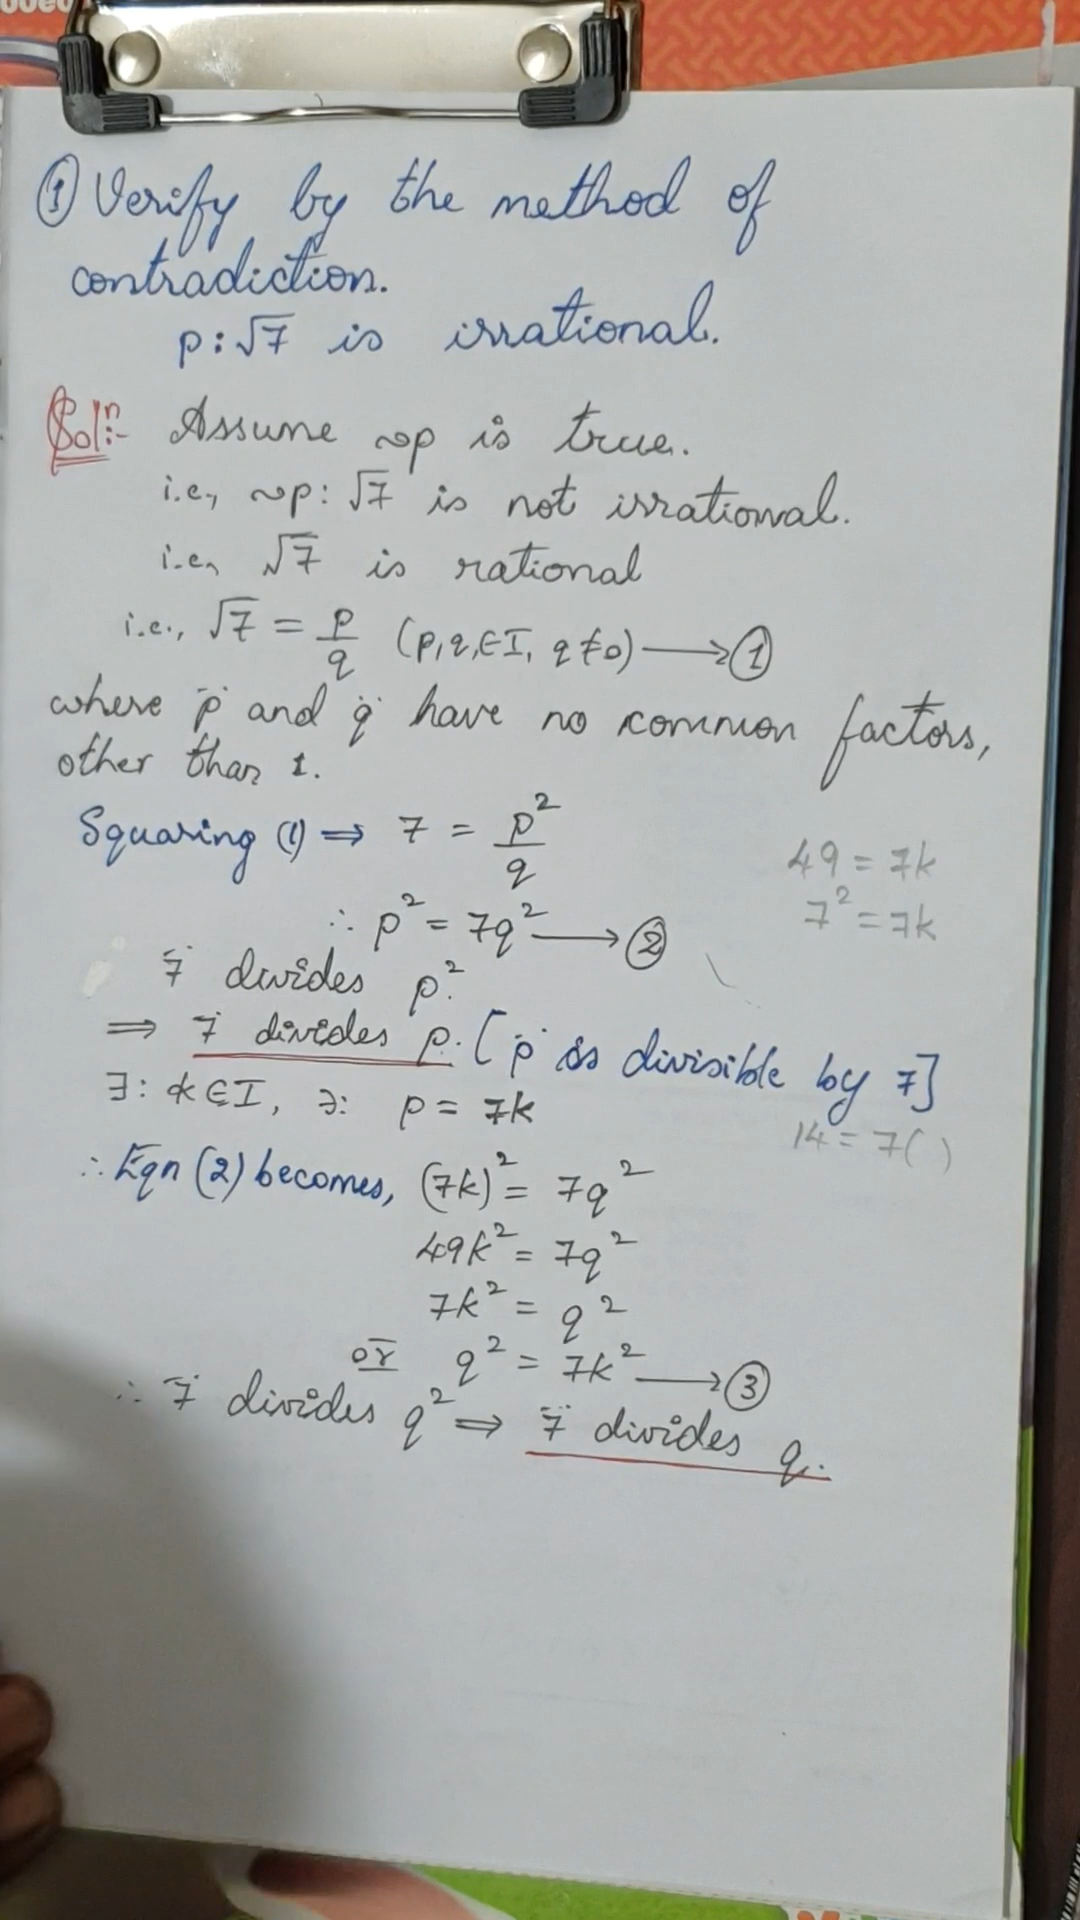 ① Verify by the method of
contradiction.
p : √7 is irrational.
Solⁿ:- Assume ~p is true.
i.e., ~p : √7 is not irrational.
i.e., √7 is rational
i.e., √7 = p/q (p,q,∈I, q≠0) ⟶ ①
where 'p' and 'q' have no common factors,
other than 1.
Squaring (1) ⇒ 7 = p²/q
49 = 7k
7² = 7k
∴ p² = 7q² ⟶ ②
7 divides p².
⇒ 7 divides p. [ 'p' is divisible by 7]
∃: k∈I, ∋: p = 7k
14 = 7( )
∴ Eqn (2) becomes, (7k)² = 7q²
49k² = 7q²
7k² = q²
or q² = 7k² ⟶ ③
∴ 7 divides q² ⇒ 7 divides q.